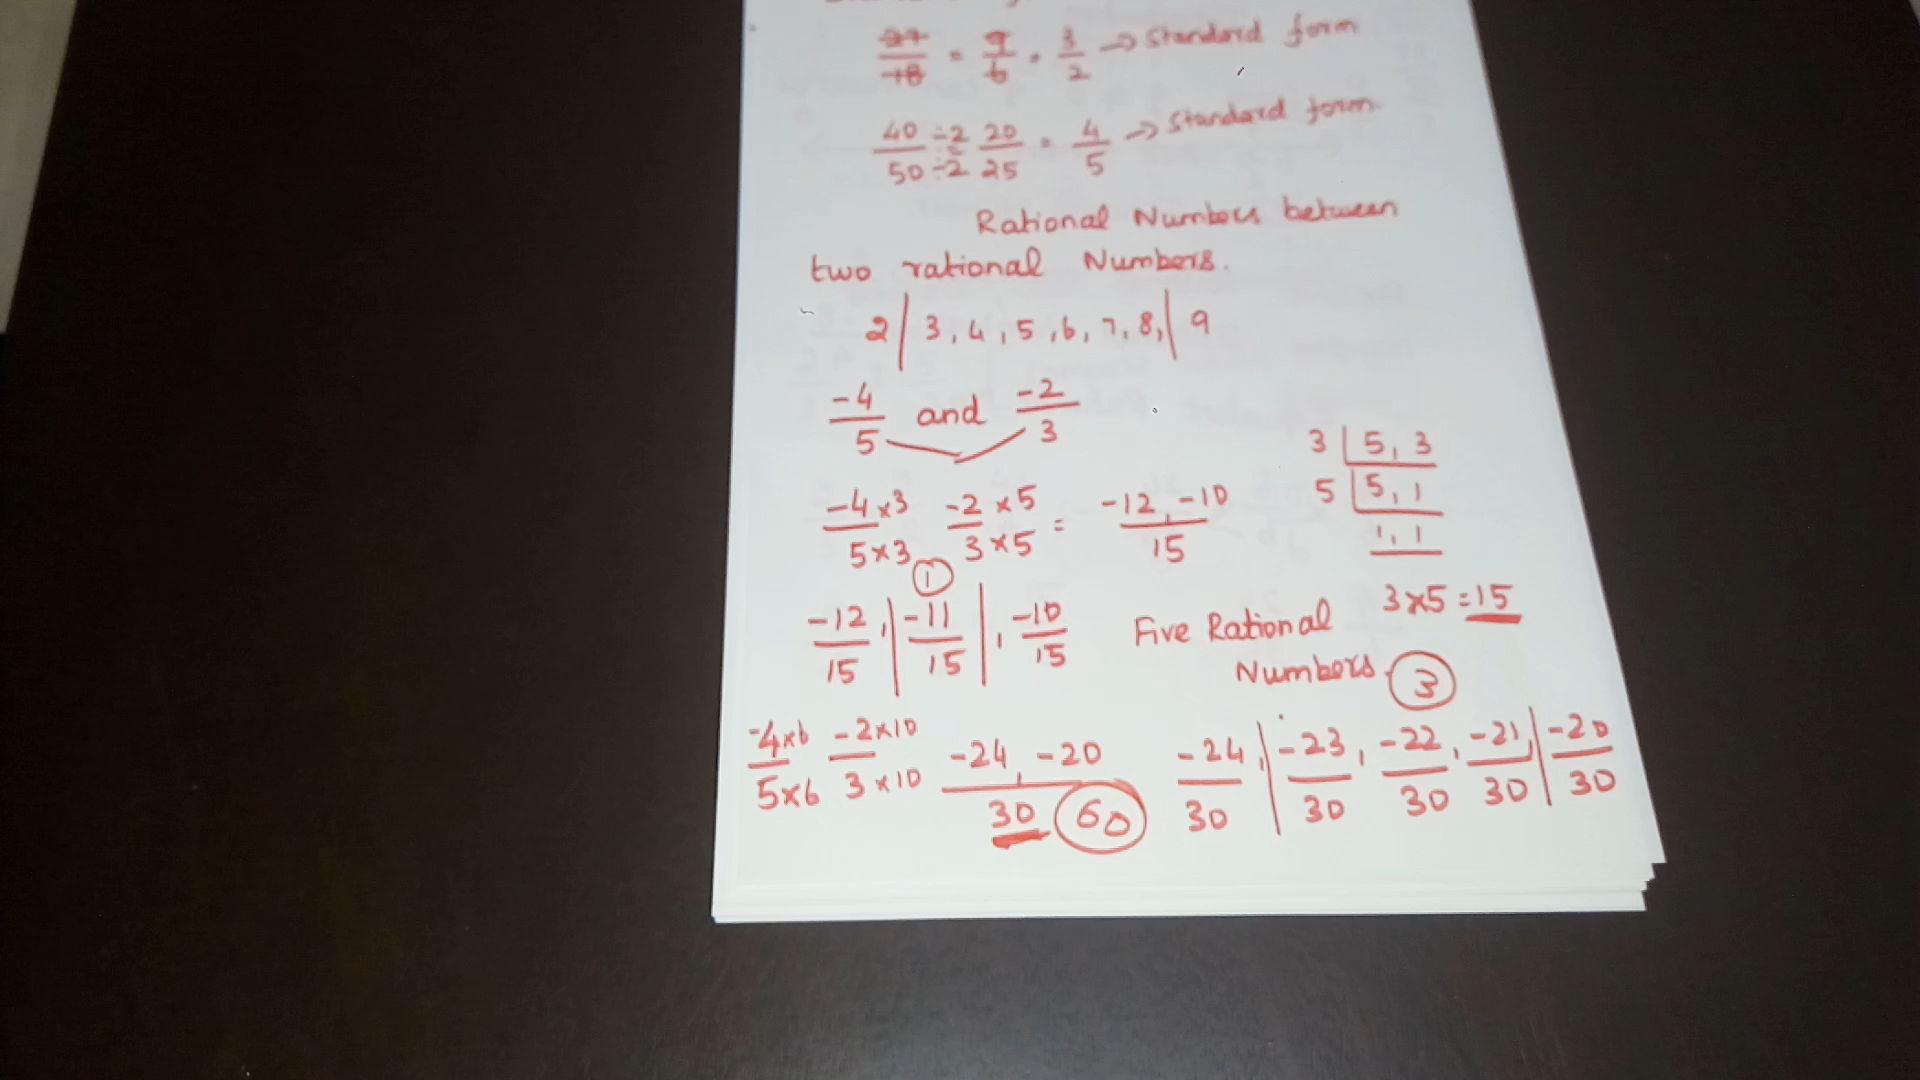 27/18 = 9/6 = 3/2 → Standard form
40/50 ÷2/÷2 = 20/25 = 4/5 → Standard form.
Rational Numbers between
two rational Numbers.
2 | 3, 4, 5, 6, 7, 8, | 9
-4/5 and -2/3
3 | 5, 3
5 | 5, 1
1, 1
-4×3/5×3 -2×5/3×5 = -12, -10/15
3×5=15
①
-12/15, | -11/15 |, -10/15
Five Rational
Numbers. ③
-4×6/5×6 -2×10/3×10 -24, -20/30 60 -24/30, | -23/30, -22/30, -21/30, | -20/30